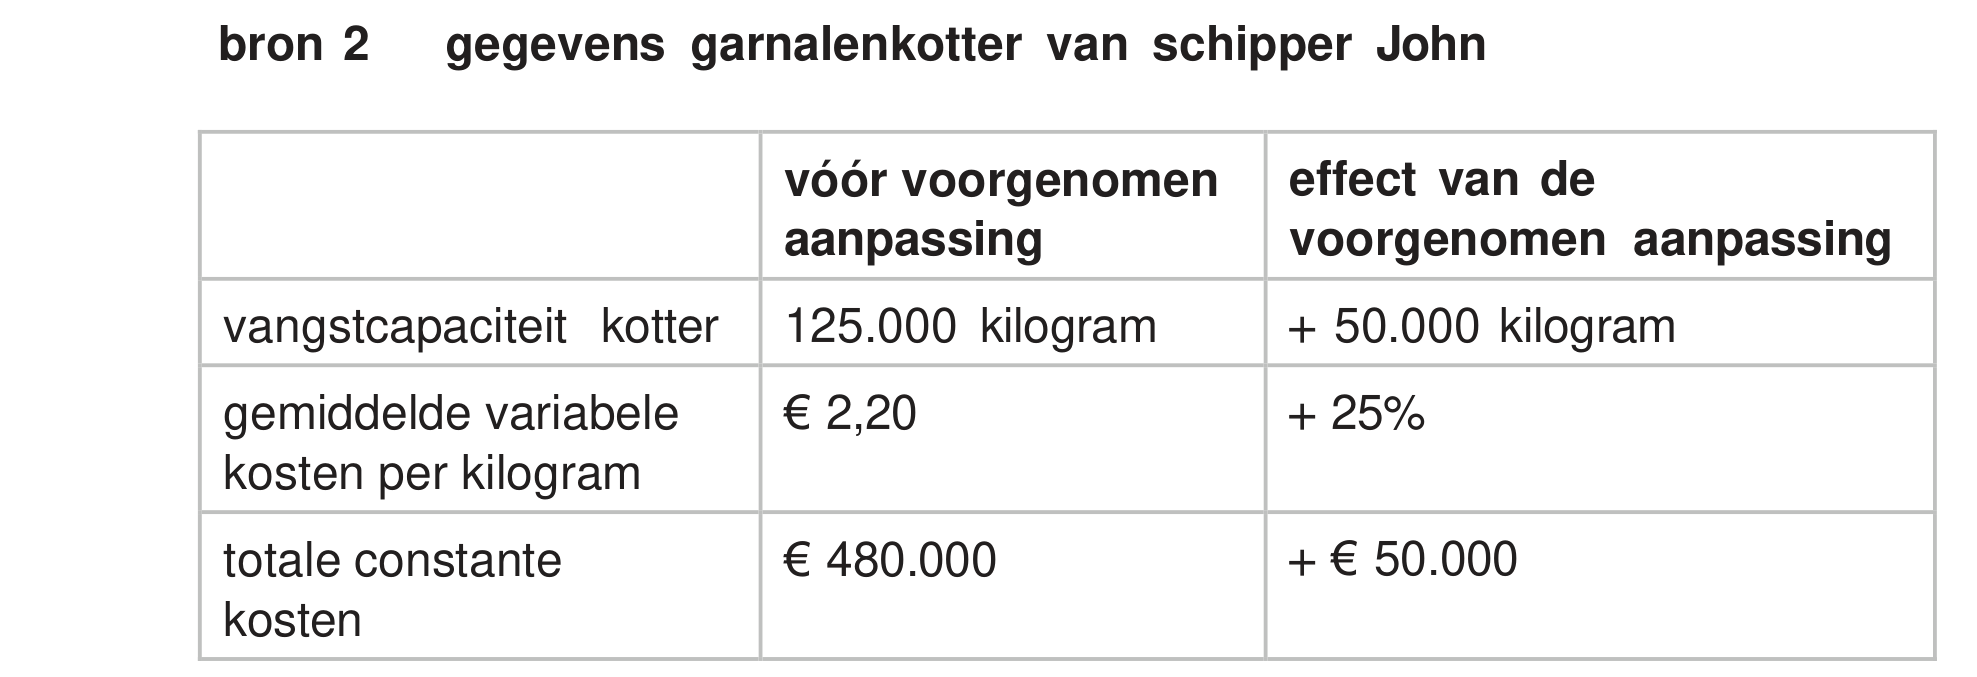 bron 2 gegevens garnalenkotter van schipper John
vóór voorgenomen
aanpassing
effect van de
voorgenomen aanpassing
vangstcapaciteit kotter
125.000 kilogram
+ 50.000 kilogram
gemiddelde variabele
kosten per kilogram
€ 2,20
+ 25%
totale constante
kosten
€ 480.000
+ € 50.000